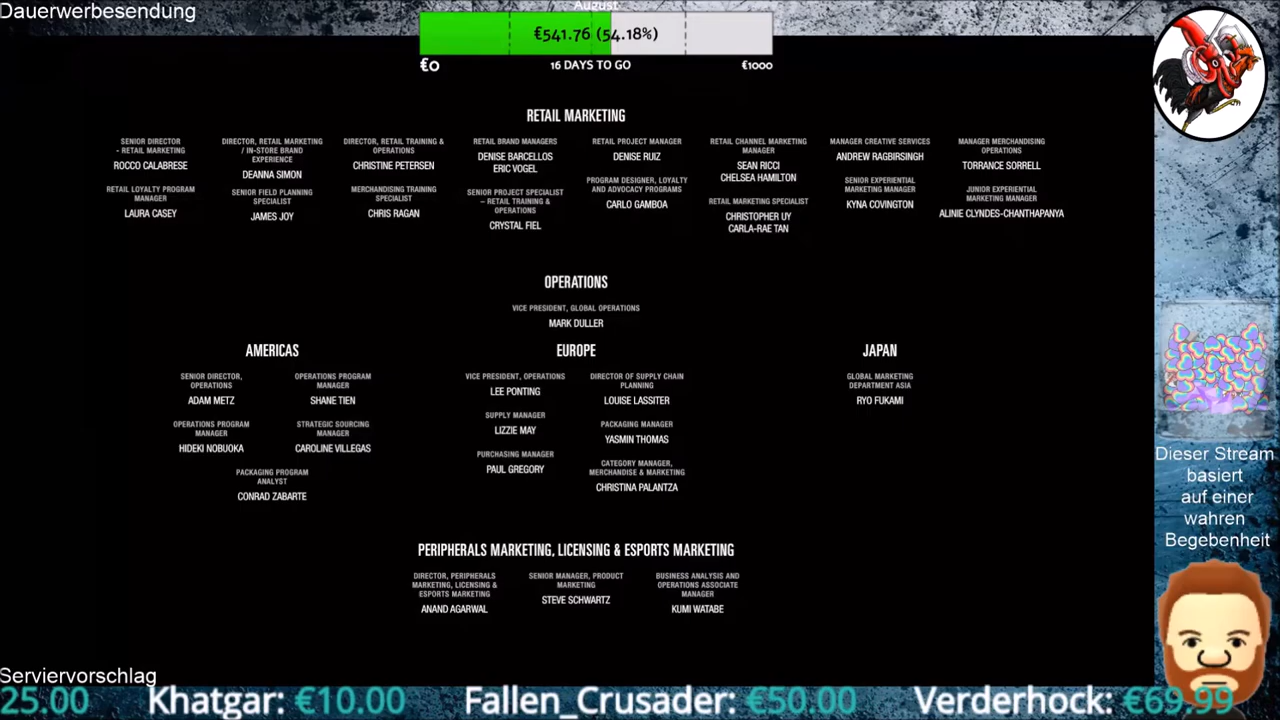 Dauerwerbesendung
August
€541.76 (54.18%)
€0
16 DAYS TO GO
€1000
RETAIL MARKETING
SENIOR DIRECTOR
- RETAIL MARKETING
ROCCO CALABRESE
RETAIL LOYALTY PROGRAM
MANAGER
LAURA CASEY
DIRECTOR, RETAIL MARKETING
/ IN-STORE BRAND
EXPERIENCE
DEANNA SIMON
SENIOR FIELD PLANNING
SPECIALIST
JAMES JOY
DIRECTOR, RETAIL TRAINING &
OPERATIONS
CHRISTINE PETERSEN
MERCHANDISING TRAINING
SPECIALIST
CHRIS RAGAN
RETAIL BRAND MANAGERS
DENISE BARCELLOS
ERIC VOGEL
SENIOR PROJECT SPECIALIST
– RETAIL TRAINING &
OPERATIONS
CRYSTAL FIEL
RETAIL PROJECT MANAGER
DENISE RUIZ
PROGRAM DESIGNER, LOYALTY
AND ADVOCACY PROGRAMS
CARLO GAMBOA
RETAIL CHANNEL MARKETING
MANAGER
SEAN RICCI
CHELSEA HAMILTON
RETAIL MARKETING SPECIALIST
CHRISTOPHER UY
CARLA-RAE TAN
MANAGER CREATIVE SERVICES
ANDREW RAGBIRSINGH
SENIOR EXPERIENTIAL
MARKETING MANAGER
KYNA COVINGTON
MANAGER MERCHANDISING
OPERATIONS
TORRANCE SORRELL
JUNIOR EXPERIENTIAL
MARKETING MANAGER
ALINIE CLYNDES-CHANTHAPANYA
OPERATIONS
VICE PRESIDENT, GLOBAL OPERATIONS
MARK DULLER
AMERICAS
SENIOR DIRECTOR,
OPERATIONS
ADAM METZ
OPERATIONS PROGRAM
MANAGER
SHANE TIEN
OPERATIONS PROGRAM
MANAGER
HIDEKI NOBUOKA
STRATEGIC SOURCING
MANAGER
CAROLINE VILLEGAS
PACKAGING PROGRAM
ANALYST
CONRAD ZABARTE
EUROPE
VICE PRESIDENT, OPERATIONS
LEE PONTING
SUPPLY MANAGER
LIZZIE MAY
PURCHASING MANAGER
PAUL GREGORY
DIRECTOR OF SUPPLY CHAIN
PLANNING
LOUISE LASSITER
PACKAGING MANAGER
YASMIN THOMAS
CATEGORY MANAGER,
MERCHANDISE & MARKETING
CHRISTINA PALANTZA
JAPAN
GLOBAL MARKETING
DEPARTMENT ASIA
RYO FUKAMI
PERIPHERALS MARKETING, LICENSING & ESPORTS MARKETING
DIRECTOR, PERIPHERALS
MARKETING, LICENSING &
ESPORTS MARKETING
ANAND AGARWAL
SENIOR MANAGER, PRODUCT
MARKETING
STEVE SCHWARTZ
BUSINESS ANALYSIS AND
OPERATIONS ASSOCIATE
MANAGER
KUMI WATABE
Dieser Stream
basiert
auf einer
wahren
Begebenheit
Serviervorschlag
25.00 Khatgar: €10.00 Fallen_Crusader: €50.00 Verderhock: €69.99